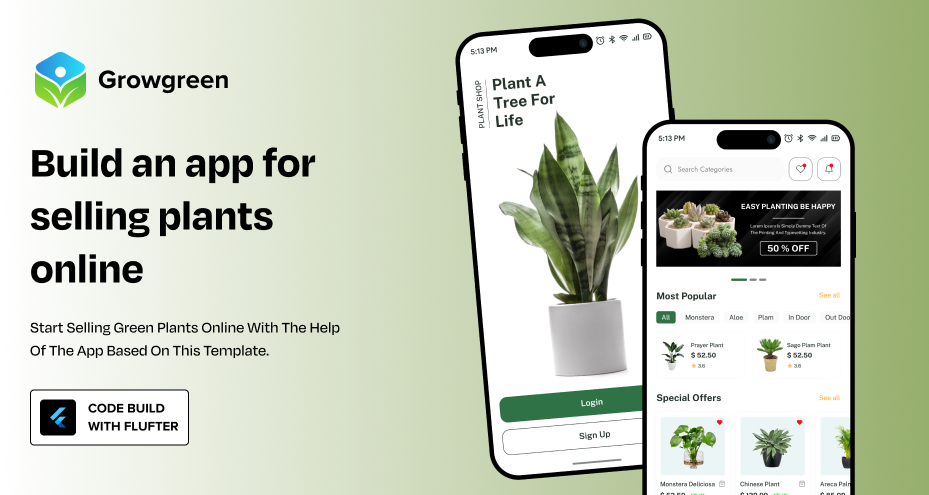 Growgreen
Build an app for
selling plants
online
Start Selling Green Plants Online With The Help
Of The App Based On This Template.
CODE BUILD
WITH FLUFTER
5:13 PM
PLANT SHOP
Plant A
Tree For
Life
Login
Sign Up
5:13 PM
Search Categories
EASY PLANTING BE HAPPY
Lorem Ipsum Is Simply Dummy Text Of
The Printing And Typesetting Industry.
50 % OFF
Most Popular See all
All Monstera Aloe Plam In Door Out Doo
Prayer Plant
$ 52.50
3.8
Sago Plam Plant
$ 52.50
3.8
Special Offers See all
Monstera Deliciosa Chinese Plant Areca Paln